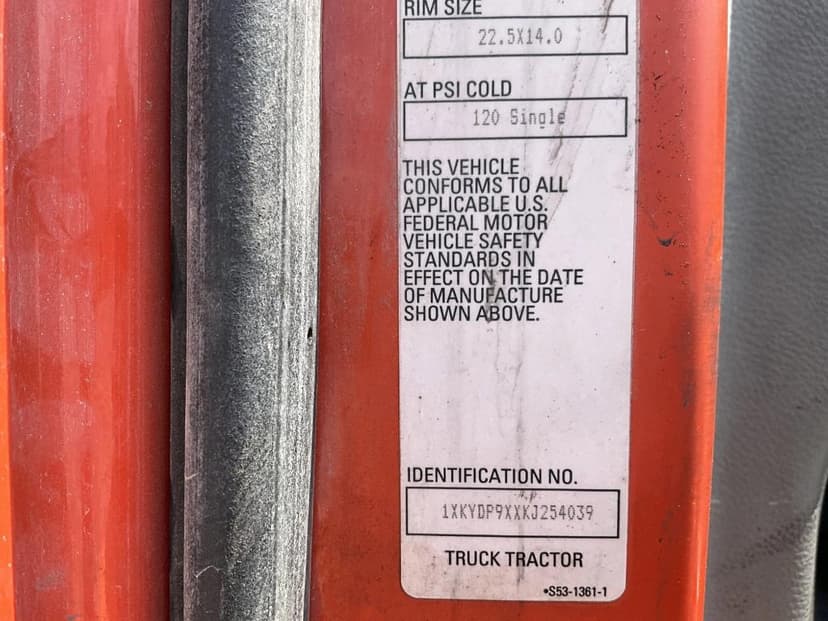 RIM SIZE
22.5X14.0
AT PSI COLD
120 Single
THIS VEHICLE
CONFORMS TO ALL
APPLICABLE U.S.
FEDERAL MOTOR
VEHICLE SAFETY
STANDARDS IN
EFFECT ON THE DATE
OF MANUFACTURE
SHOWN ABOVE.
IDENTIFICATION NO.
1XKYDP9XXKJ254039
TRUCK TRACTOR
•S53-1361-1